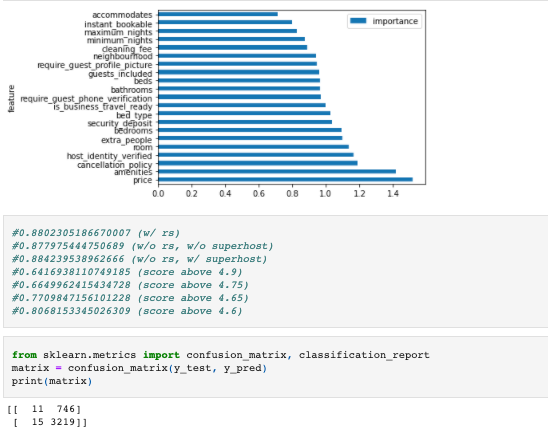 accommodates
instant_bookable
maximum_nights
minimum_nights
cleaning_fee
neighbourhood
require_guest_profile_picture
guests_included
beds
bathrooms
require_guest_phone_verification
is_business_travel_ready
bed_type
security_deposit
bedrooms
extra_people
room
host_identity_verified
cancellation_policy
amenities
price
feature
importance
0.0 0.2 0.4 0.6 0.8 1.0 1.2 1.4
#0.8802305186670007 (w/ rs)
#0.877975444750689 (w/o rs, w/o superhost)
#0.884239538962666 (w/o rs, w/ superhost)
#0.6416938110749185 (score above 4.9)
#0.6649962415434728 (score above 4.75)
#0.7709847156101228 (score above 4.65)
#0.8068153345026309 (score above 4.6)
from sklearn.metrics import confusion_matrix, classification_report
matrix = confusion_matrix(y_test, y_pred)
print(matrix)
[[ 11 746]
[ 15 3219]]